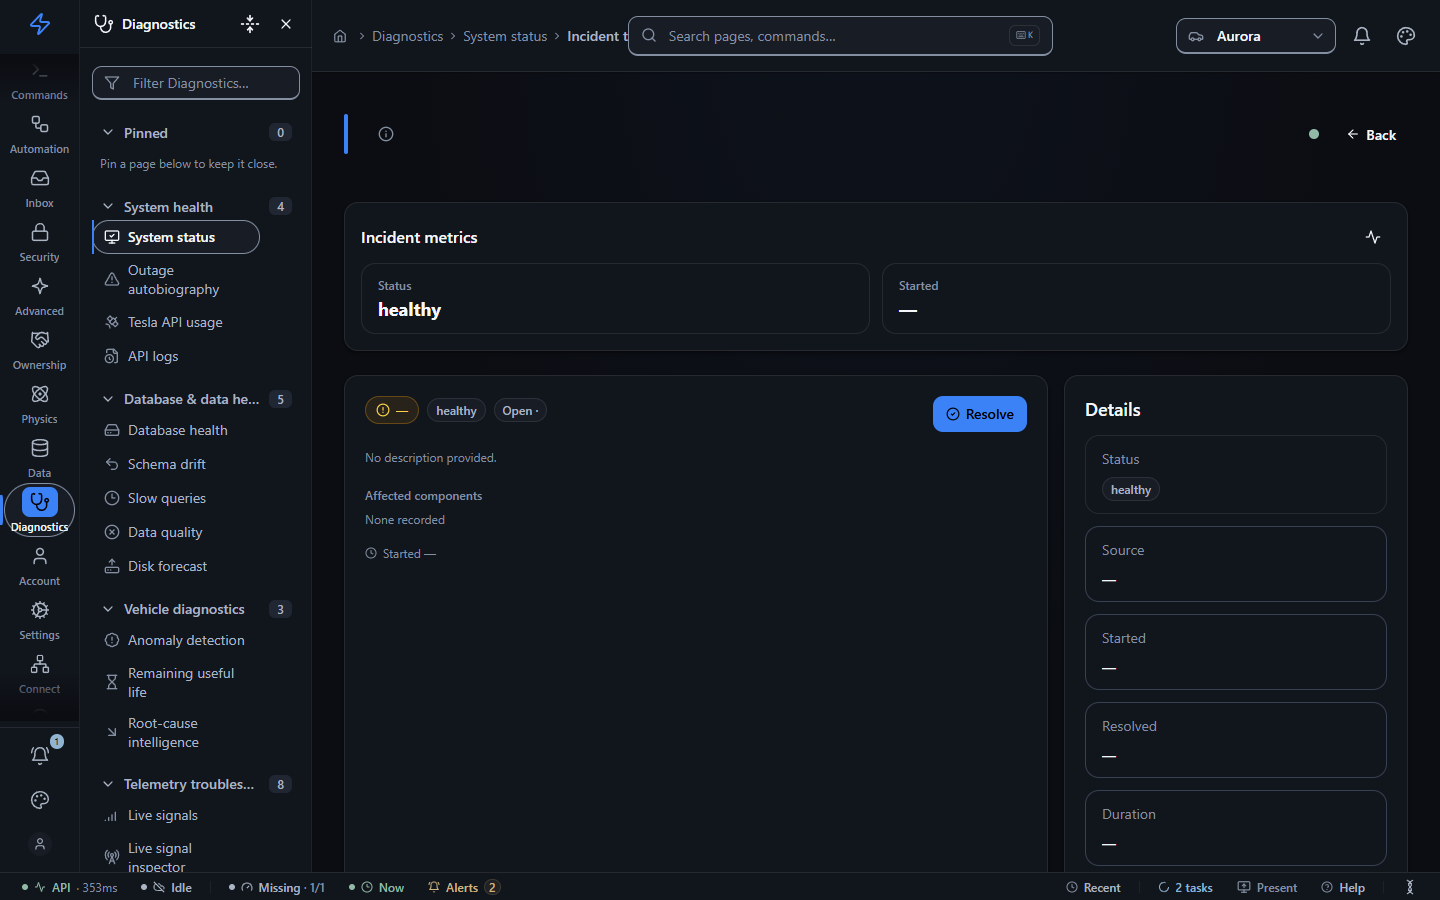 Commands
Automation
Inbox
Security
Advanced
Ownership
Physics
Data
Diagnostics
Account
Settings
Connect
1
Diagnostics
Filter Diagnostics...
Pinned 0
Pin a page below to keep it close.
System health 4
System status
Outage
autobiography
Tesla API usage
API logs
Database & data he... 5
Database health
Schema drift
Slow queries
Data quality
Disk forecast
Vehicle diagnostics 3
Anomaly detection
Remaining useful
life
Root-cause
intelligence
Telemetry troubles... 8
Live signals
Live signal
inspector
Diagnostics › System status › Incident t
Search pages, commands... K
Aurora
Back
Incident metrics
Status
healthy
Started
—
— healthy Open ·
Resolve
No description provided.
Affected components
None recorded
Started —
Details
Status
healthy
Source
—
Started
—
Resolved
—
Duration
—
API · 353ms Idle Missing · 1/1 Now Alerts 2 Recent 2 tasks Present Help